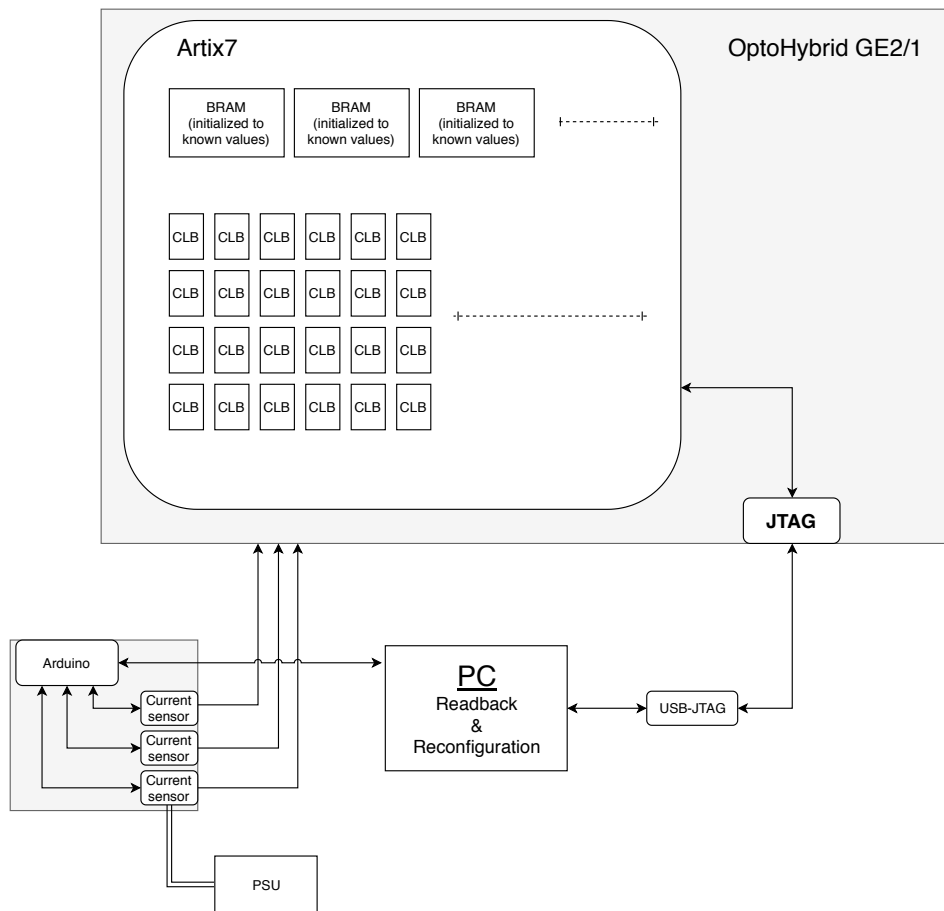 Artix7
OptoHybrid GE2/1
BRAM
(initialized to
known values)
BRAM
(initialized to
known values)
BRAM
(initialized to
known values)
CLB CLB CLB CLB CLB CLB
CLB CLB CLB CLB CLB CLB
CLB CLB CLB CLB CLB CLB
CLB CLB CLB CLB CLB CLB
JTAG
Arduino
Current
sensor
Current
sensor
Current
sensor
PC
Readback
&
Reconfiguration
USB-JTAG
PSU